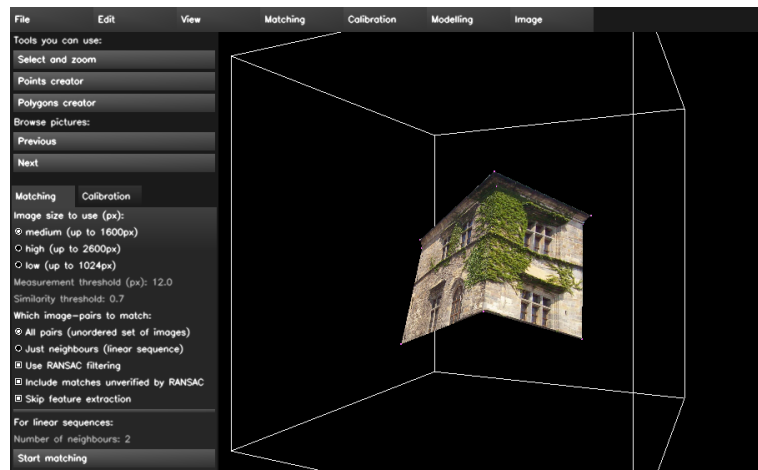 File Edit View Matching Calibration Modelling Image
Tools you can use:
Select and zoom
Points creator
Polygons creator
Browse pictures:
Previous
Next
Matching Calibration
Image size to use (px):
medium (up to 1600px)
high (up to 2600px)
low (up to 1024px)
Measurement threshold (px): 12.0
Similarity threshold: 0.7
Which image-pairs to match:
All pairs (unordered set of images)
Just neighbours (linear sequence)
Use RANSAC filtering
Include matches unverified by RANSAC
Skip feature extraction
For linear sequences:
Number of neighbours: 2
Start matching